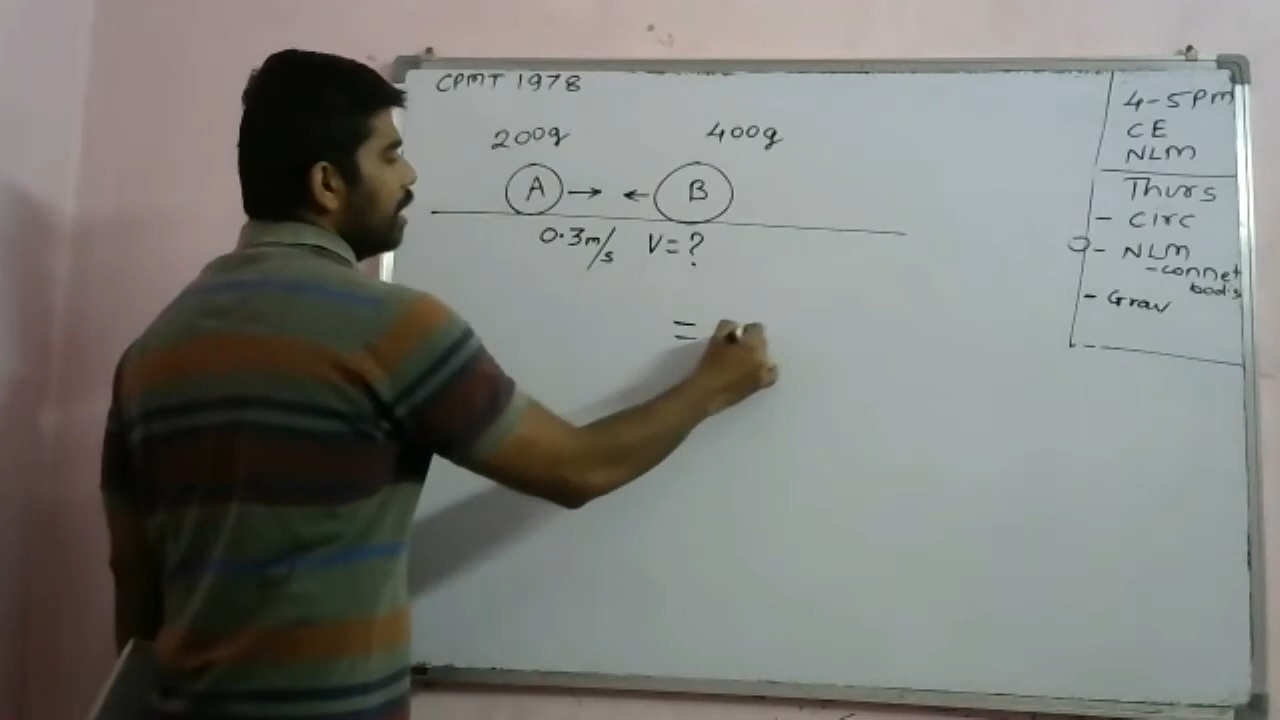 CPMT 1978
200g 400g
A → ← B
0.3m/s V=?
=
4-5PM
CE
NLM
Thurs
- Circ
- NLM
-connet
bodis
- Grav